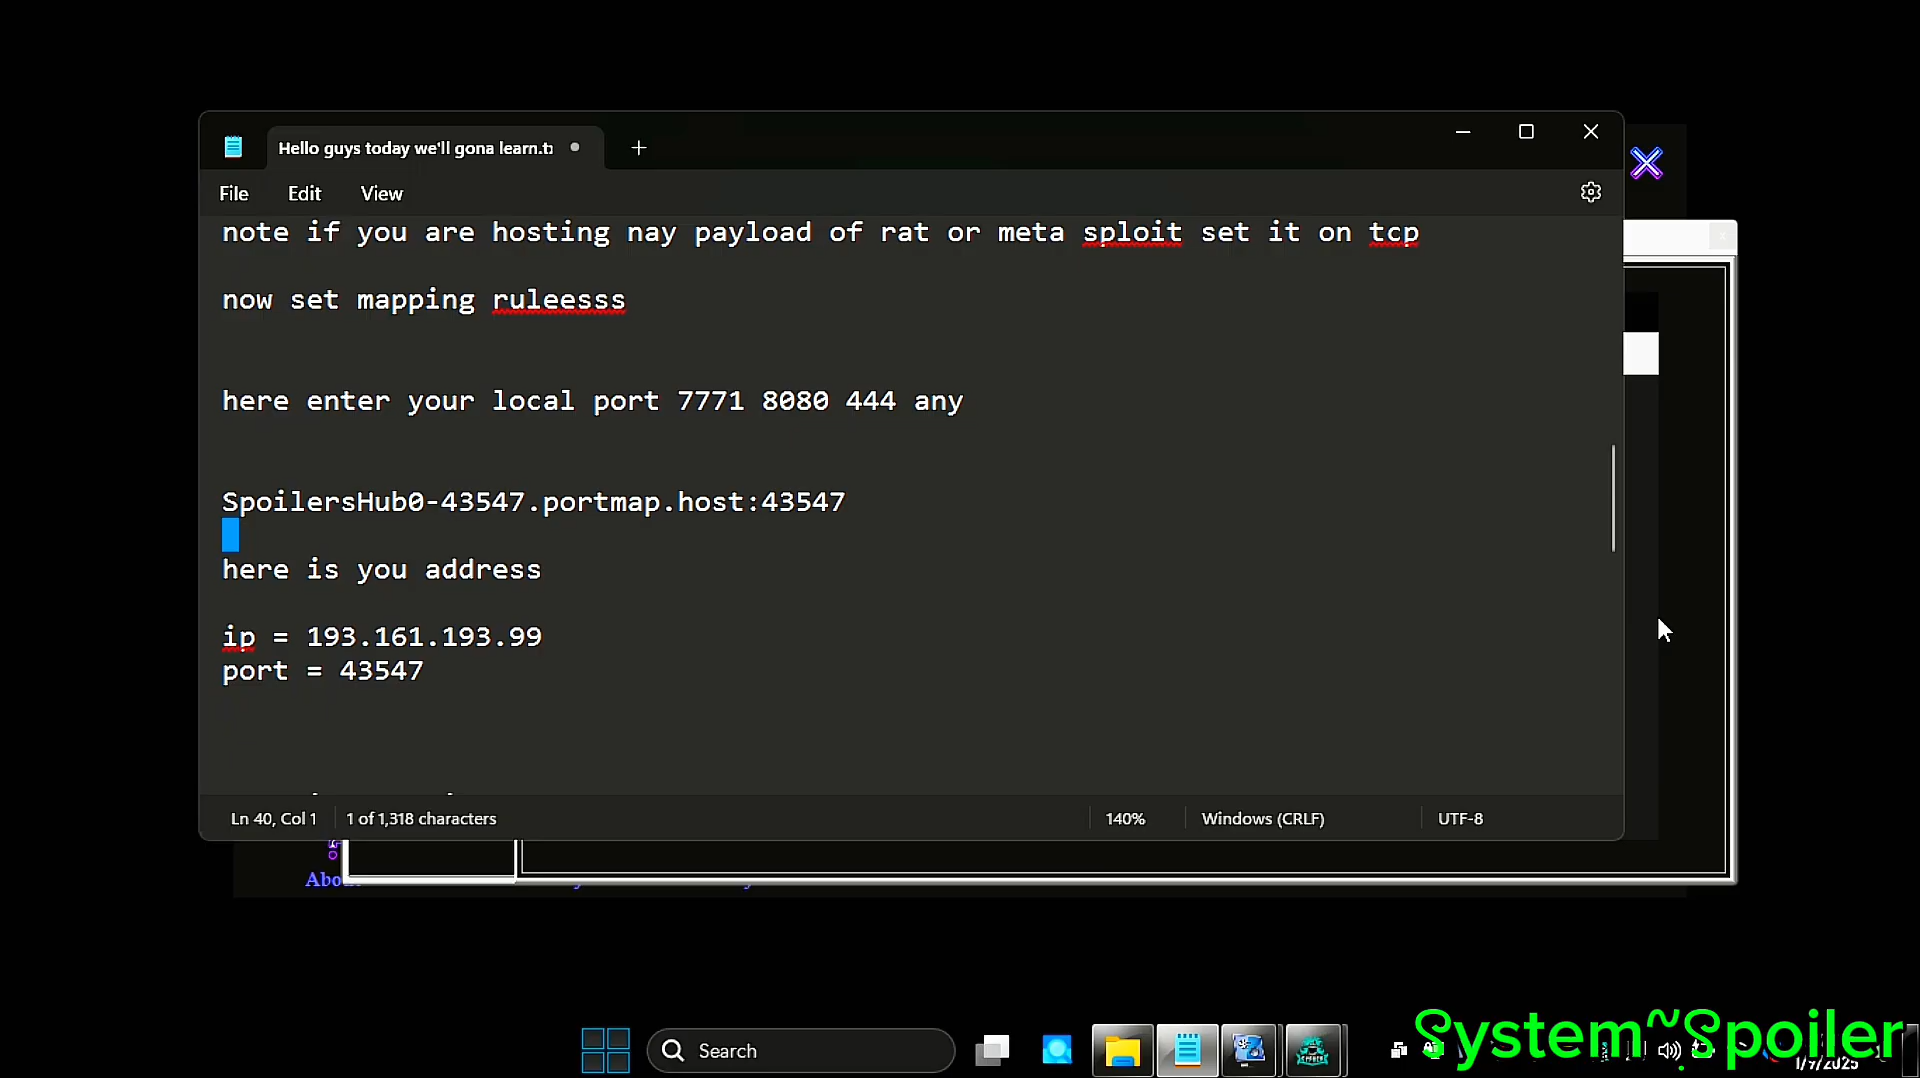 Hello guys today we'll gona learn.t
File Edit View
note if you are hosting nay payload of rat or meta sploit set it on tcp
now set mapping ruleesss
here enter your local port 7771 8080 444 any
SpoilersHub0-43547.portmap.host:43547
here is you address
ip = 193.161.193.99
port = 43547
Ln 40, Col 1 1 of 1,318 characters 140% Windows (CRLF) UTF-8
Search
System~Spoiler
1/9/2025